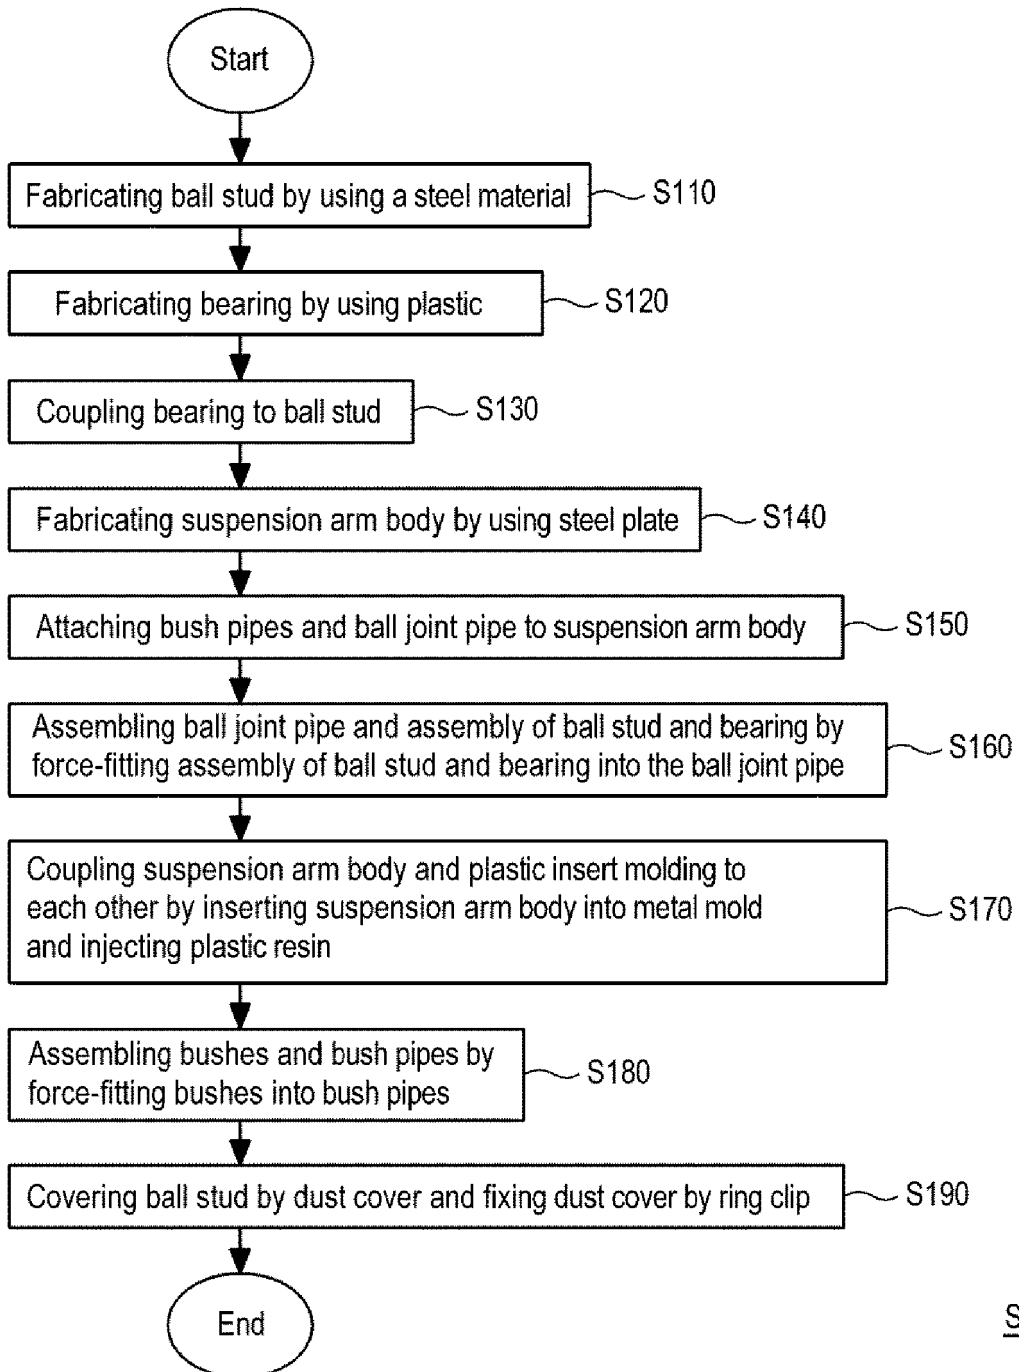 Start
Fabricating ball stud by using a steel material
S110
Fabricating bearing by using plastic
S120
Coupling bearing to ball stud
S130
Fabricating suspension arm body by using steel plate
S140
Attaching bush pipes and ball joint pipe to suspension arm body
S150
Assembling ball joint pipe and assembly of ball stud and bearing by
force-fitting assembly of ball stud and bearing into the ball joint pipe
S160
Coupling suspension arm body and plastic insert molding to
each other by inserting suspension arm body into metal mold
and injecting plastic resin
S170
Assembling bushes and bush pipes by
force-fitting bushes into bush pipes
S180
Covering ball stud by dust cover and fixing dust cover by ring clip
S190
End
S